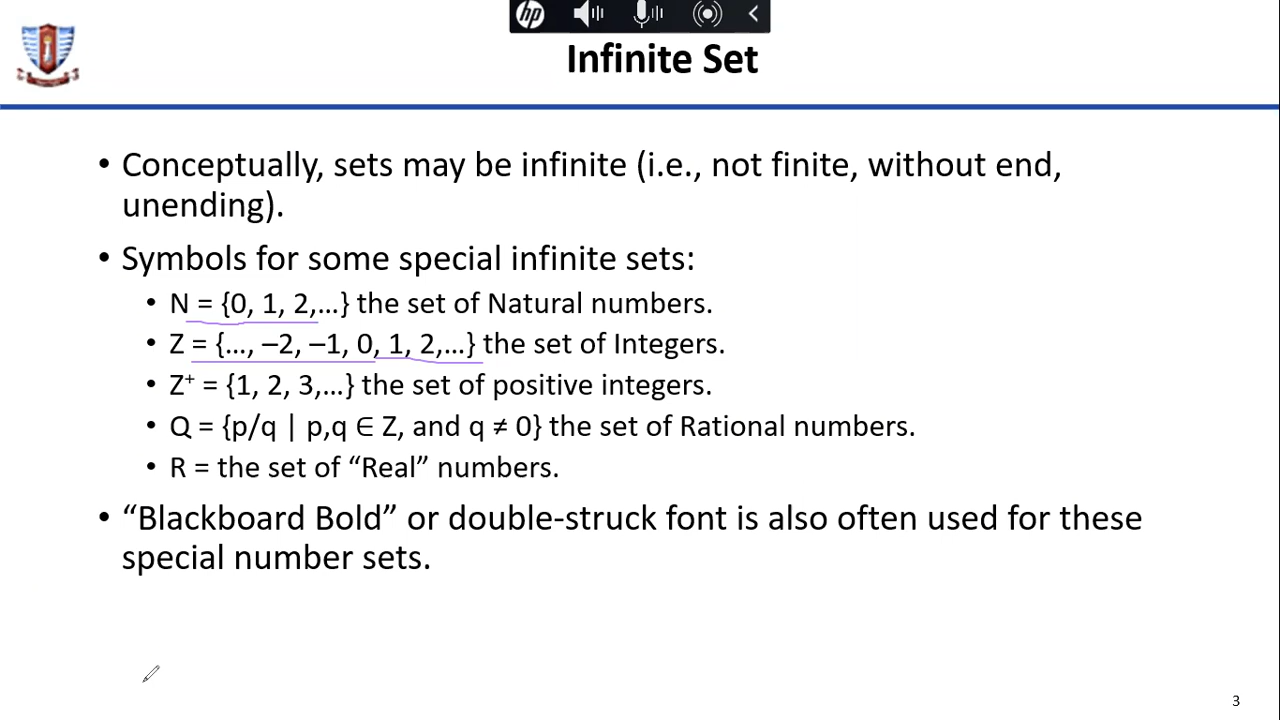 hp
Infinite Set
• Conceptually, sets may be infinite (i.e., not finite, without end,
unending).
• Symbols for some special infinite sets:
• N = {0, 1, 2,…} the set of Natural numbers.
• Z = {…, –2, –1, 0, 1, 2,…} the set of Integers.
• Z⁺ = {1, 2, 3,…} the set of positive integers.
• Q = {p/q | p,q ∈ Z, and q ≠ 0} the set of Rational numbers.
• R = the set of “Real” numbers.
• “Blackboard Bold” or double-struck font is also often used for these
special number sets.
3